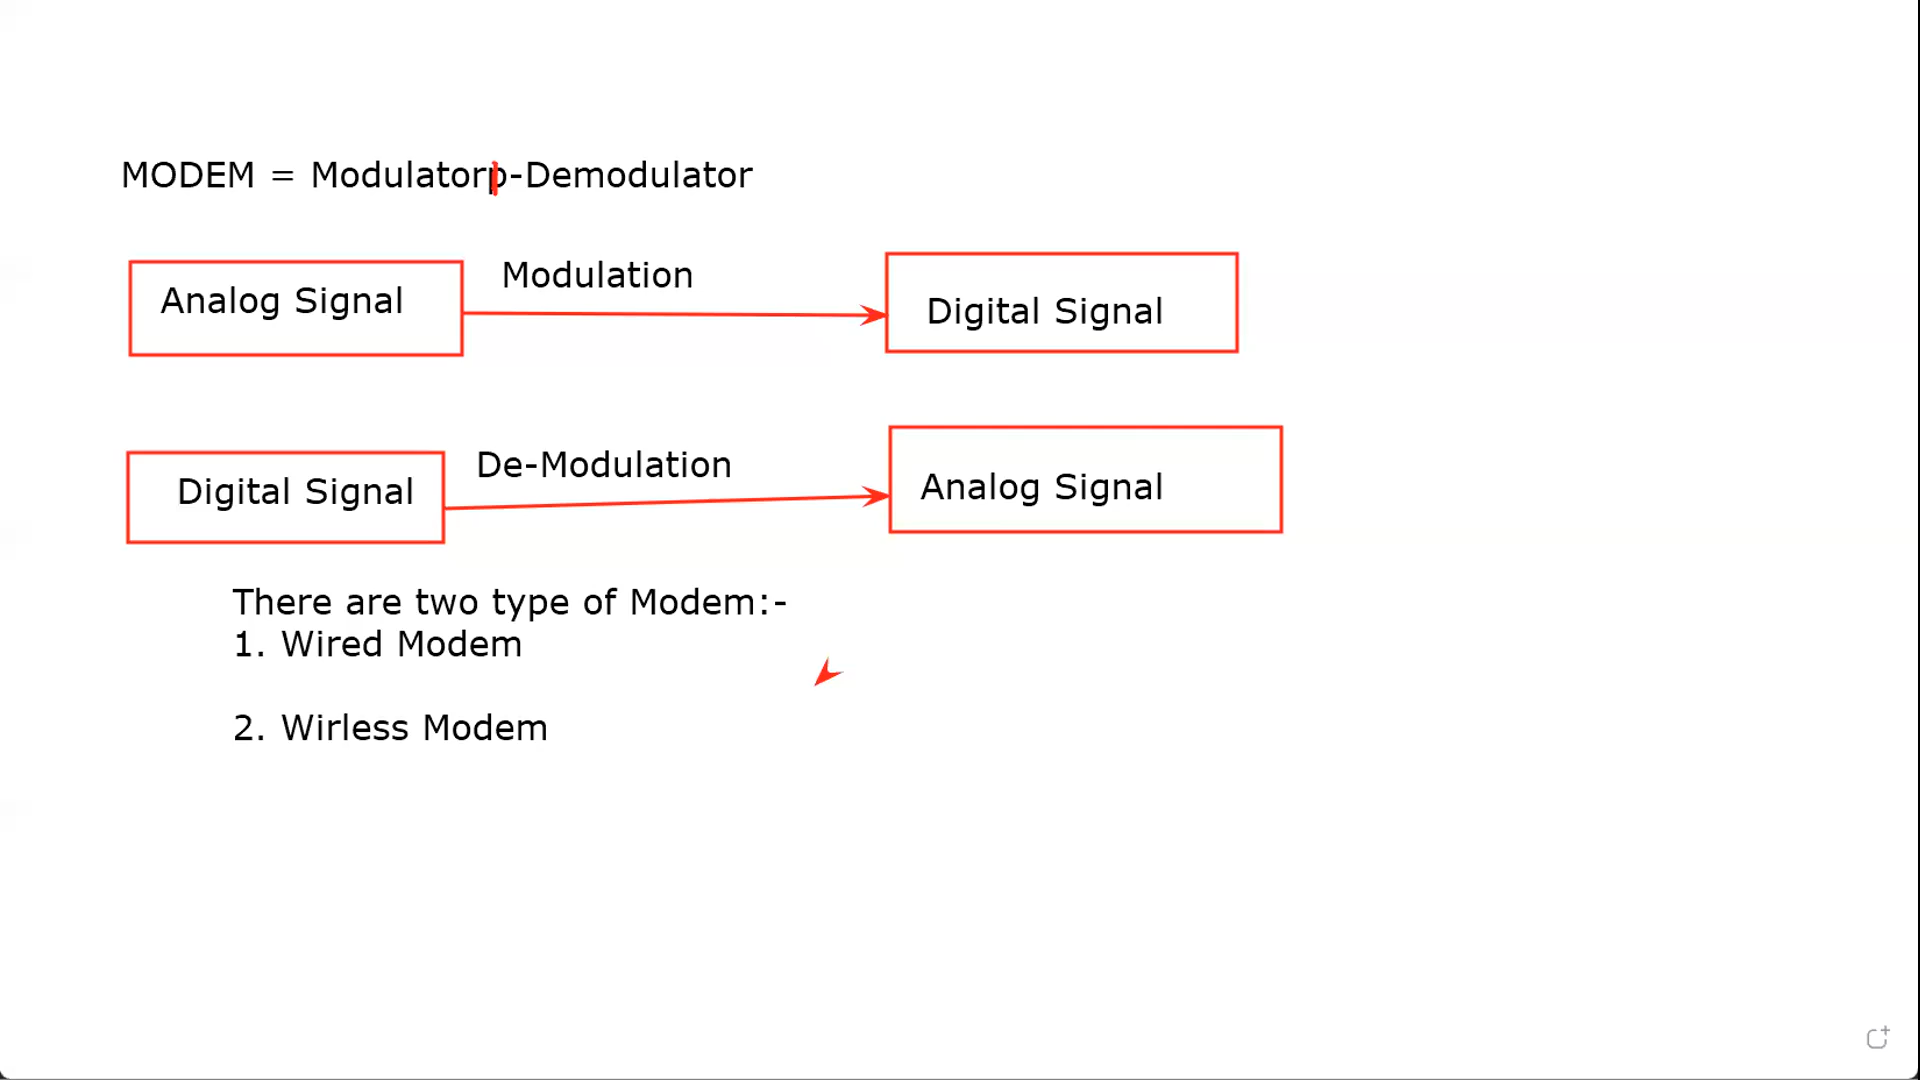 MODEM = Modulatorp-Demodulator
Modulation
Analog Signal
Digital Signal
De-Modulation
Digital Signal
Analog Signal
There are two type of Modem:-
1. Wired Modem
2. Wirless Modem